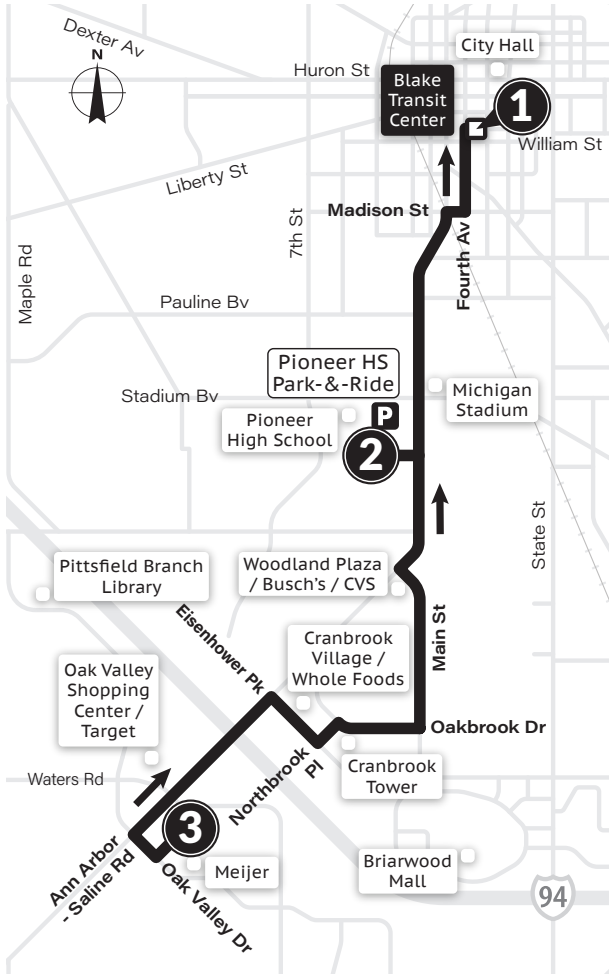 Dexter Av
N
City Hall
Huron St
Blake
Transit
Center
1
William St
Liberty St
Madison St
7th St
Maple Rd
Fourth Av
Pauline Bv
Pioneer HS
Park-&-Ride
Stadium Bv
P
Michigan
Stadium
Pioneer
High School
2
State St
Pittsfield Branch
Library
Woodland Plaza
/ Busch's / CVS
Eisenhower Pk
Main St
Cranbrook
Village /
Whole Foods
Oak Valley
Shopping
Center /
Target
Oakbrook Dr
Northbrook
Pl
Cranbrook
Tower
Waters Rd
3
Ann Arbor
- Saline Rd
Oak Valley Dr
Meijer
Briarwood
Mall
94